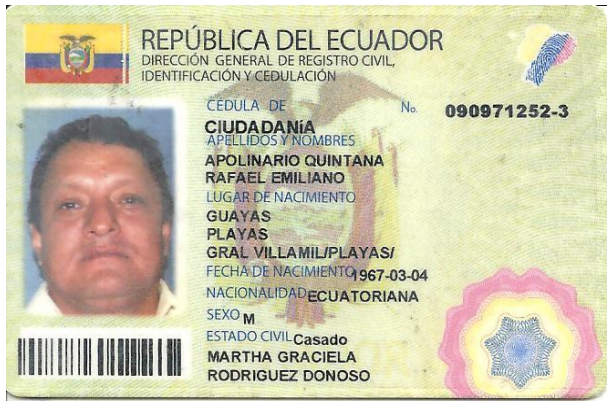 REPÚBLICA DEL ECUADOR
DIRECCIÓN GENERAL DE REGISTRO CIVIL,
IDENTIFICACIÓN Y CEDULACIÓN
CÉDULA DE No. 090971252-3
CIUDADANíA
APELLIDOS Y NOMBRES
APOLINARIO QUINTANA
RAFAEL EMILIANO
LUGAR DE NACIMIENTO
GUAYAS
PLAYAS
GRAL VILLAMIL/PLAYAS/
FECHA DE NACIMIENTO 1967-03-04
NACIONALIDAD ECUATORIANA
SEXO M
ESTADO CIVIL Casado
MARTHA GRACIELA
RODRIGUEZ DONOSO